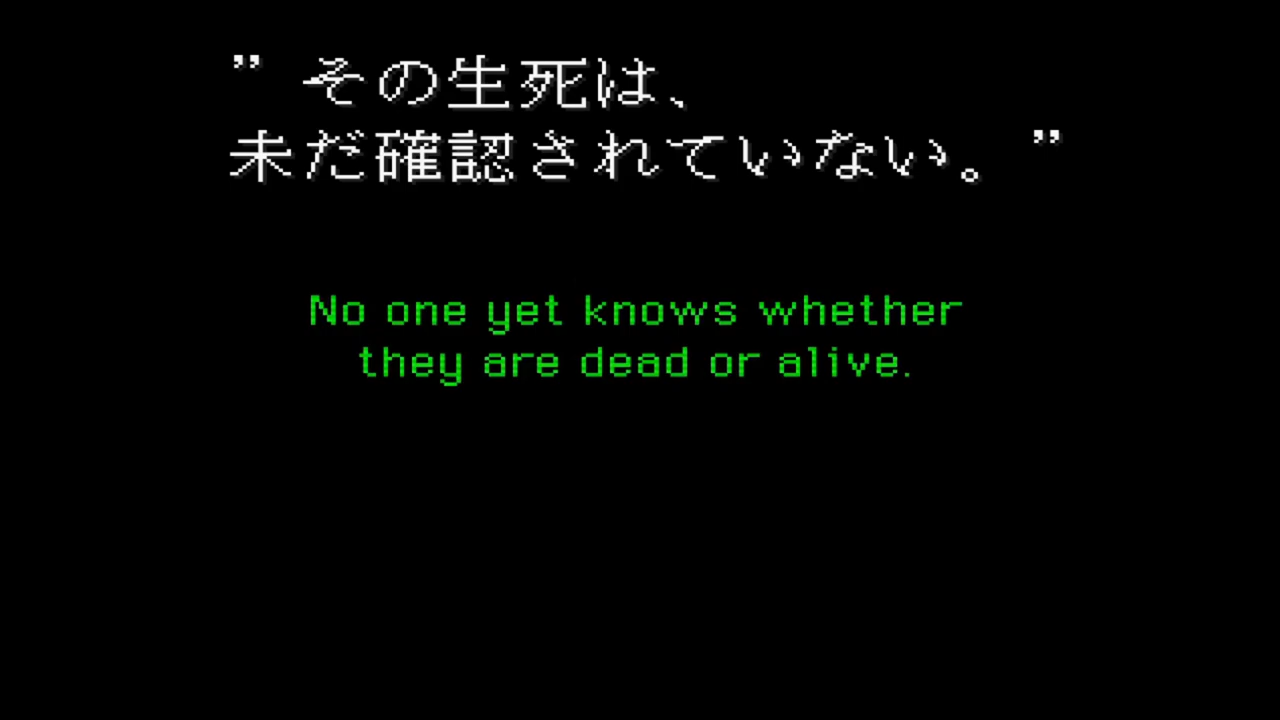 ” その生死は、
未だ確認されていない。 ”
No one yet knows whether
they are dead or alive.